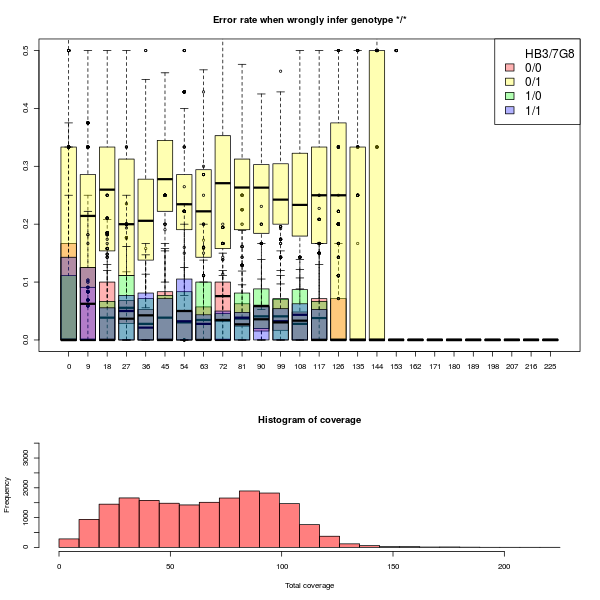 Error rate when wrongly infer genotype */*
HB3/7G8
0/0
0/1
1/0
1/1
0.5
0.4
0.3
0.2
0.1
0.0
0 9 18 27 36 45 54 63 72 81 90 99 108 117 126 135 144 153 162 171 180 189 198 207 216 225
Histogram of coverage
Frequency
3000
2000
1000
0
0 50 100 150 200
Total coverage